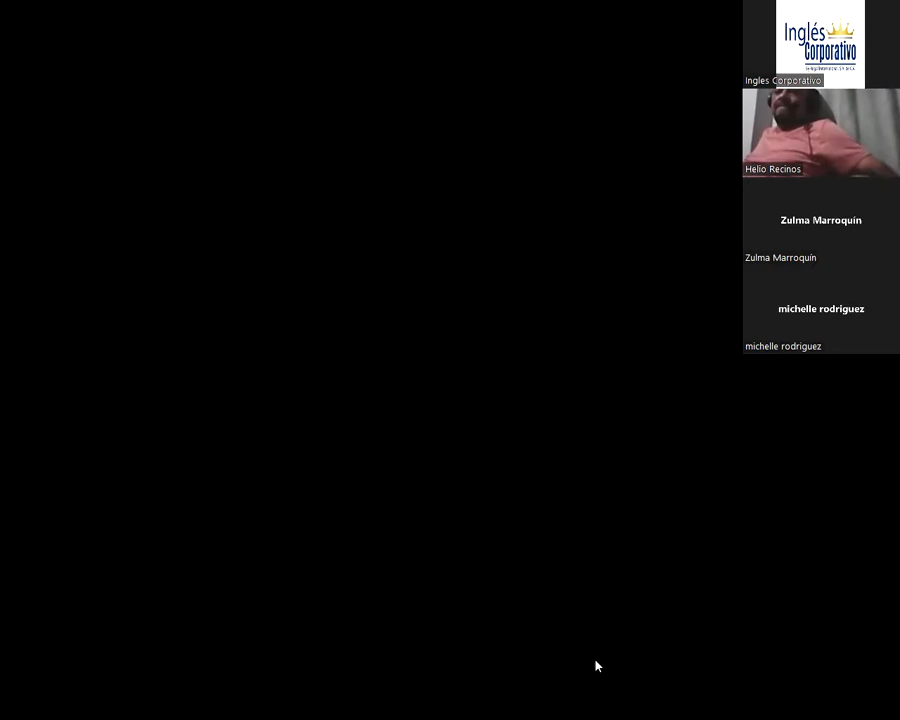 Inglés
Corporativo
Ingles Corporativo
Helio Recinos
Zulma Marroquín
Zulma Marroquín
michelle rodriguez
michelle rodriguez